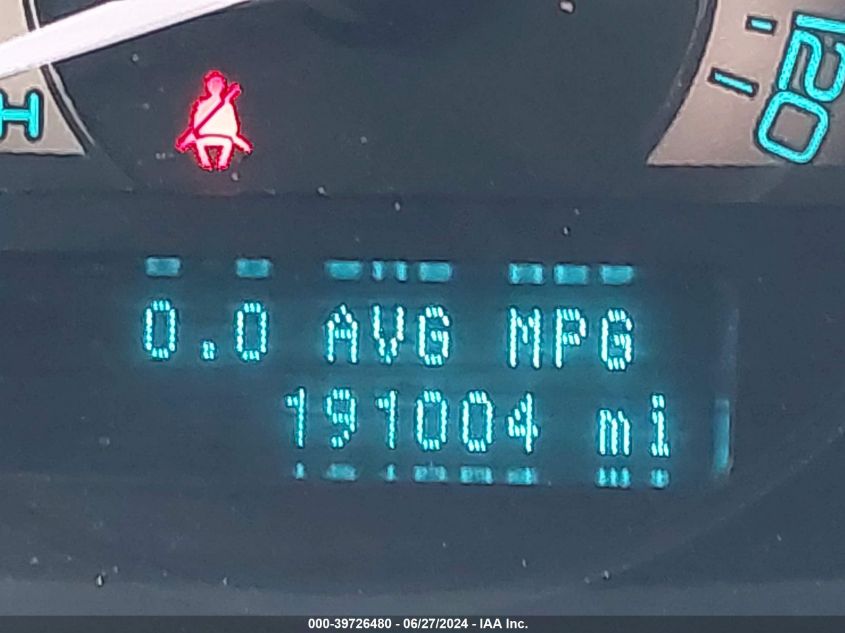 H
120
0.0 AVG MPG
191004 mi
000-39726480 - 06/27/2024 - IAA Inc.